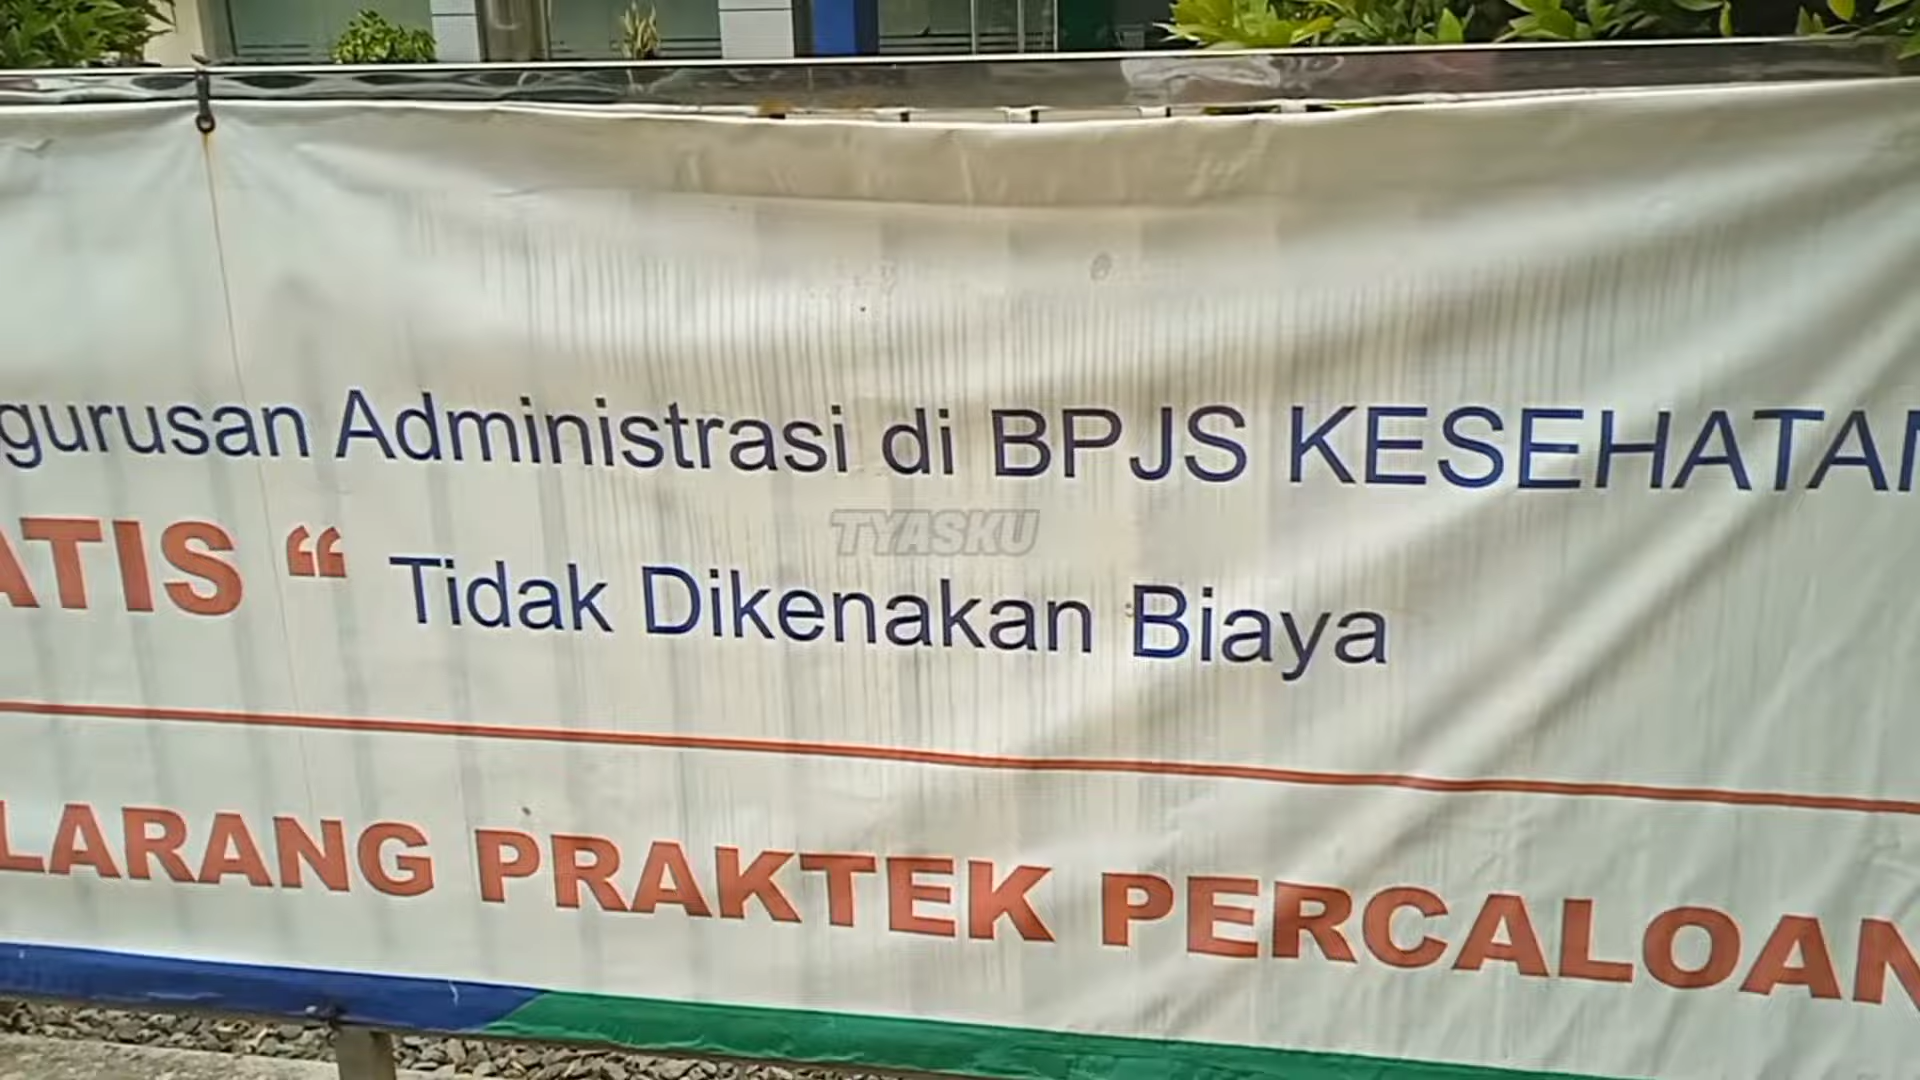 gurusan Administrasi di BPJS KESEHATAN
ATIS “ Tidak Dikenakan Biaya
TYASKU
LARANG PRAKTEK PERCALOAN